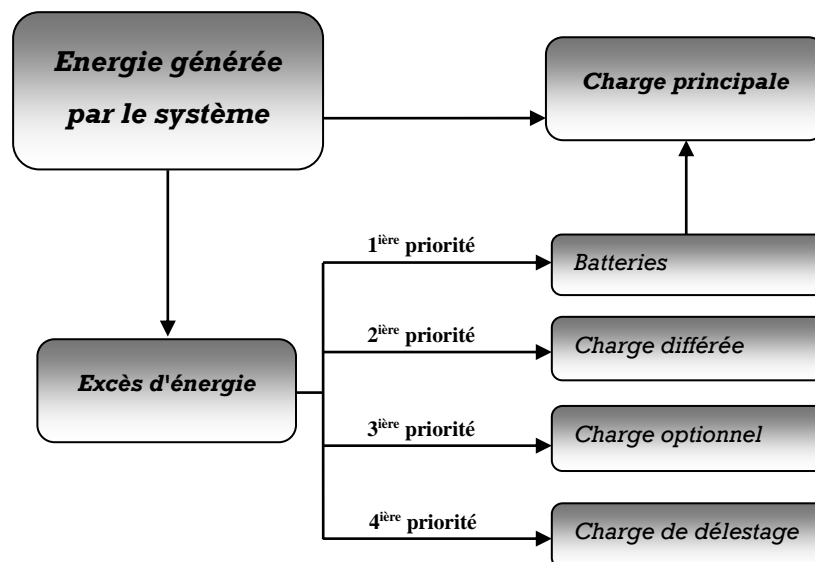 Energie générée
par le système
Charge principale
1ière priorité
Batteries
2ière priorité
Charge différée
Excès d'énergie
3ière priorité
Charge optionnel
4ière priorité
Charge de délestage